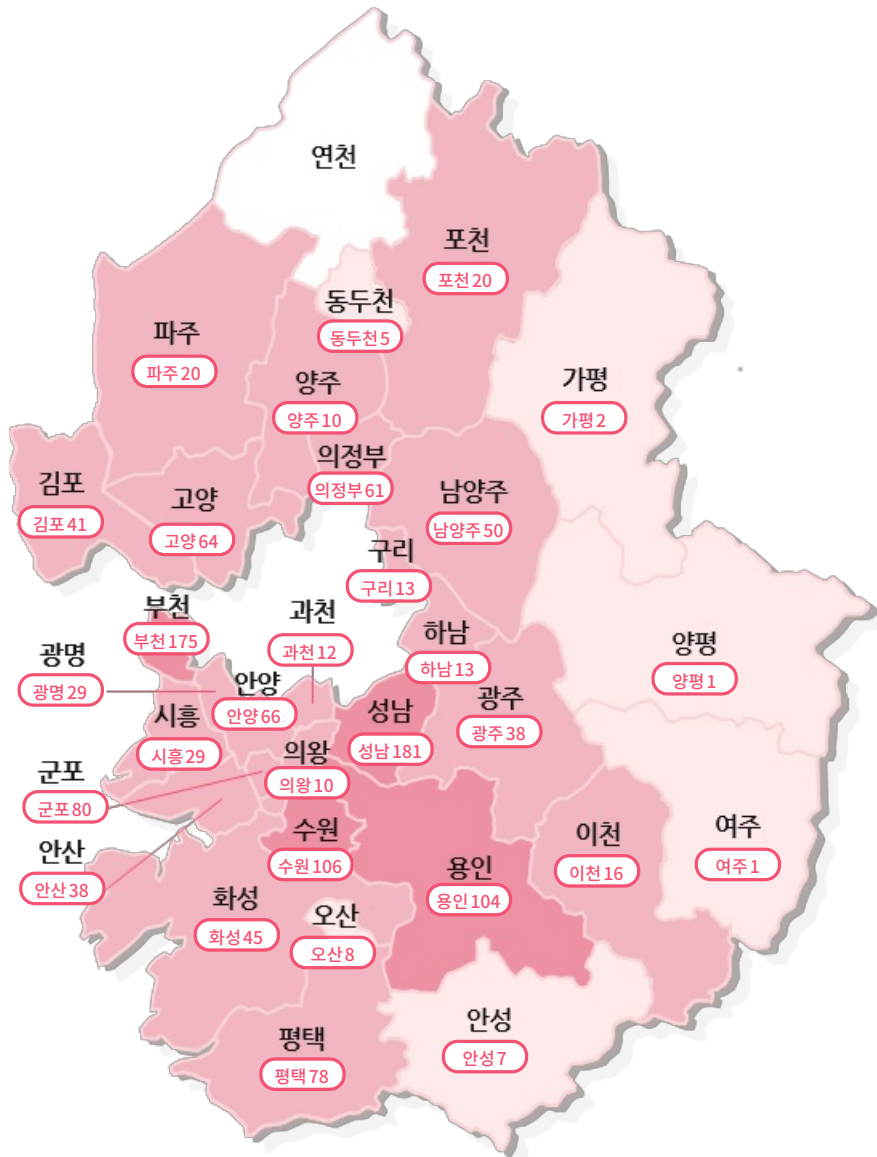 연천
포천
포천 20
동두천
동두천 5
파주
파주 20
양주
양주 10
가평
가평 2
의정부
의정부 61
김포
김포 41
고양
고양 64
남양주
남양주 50
구리
구리 13
부천
부천 175
과천
과천 12
하남
하남 13
양평
양평 1
광명
광명 29
안양
안양 66
시흥
시흥 29
성남
성남 181
광주
광주 38
의왕
의왕 10
군포
군포 80
수원
수원 106
이천
이천 16
여주
여주 1
안산
안산 38
용인
용인 104
화성
화성 45
오산
오산 8
안성
안성 7
평택
평택 78